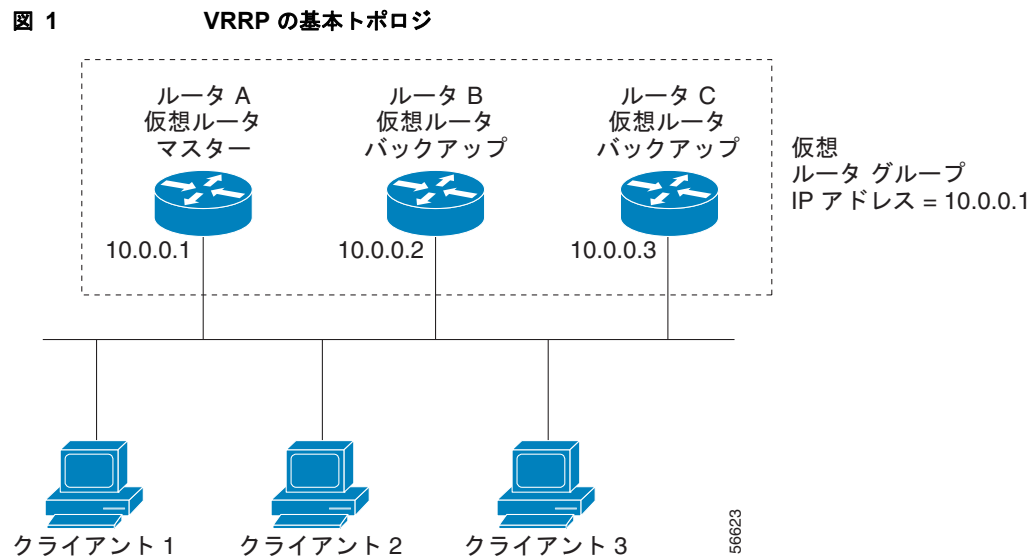 図 1 VRRP の基本トポロジ
ルータ A
仮想ルータ
マスター
ルータ B
仮想ルータ
バックアップ
ルータ C
仮想ルータ
バックアップ
仮想
ルータ グループ
IP アドレス = 10.0.0.1
10.0.0.1
10.0.0.2
10.0.0.3
クライアント 1
クライアント 2
クライアント 3
56623